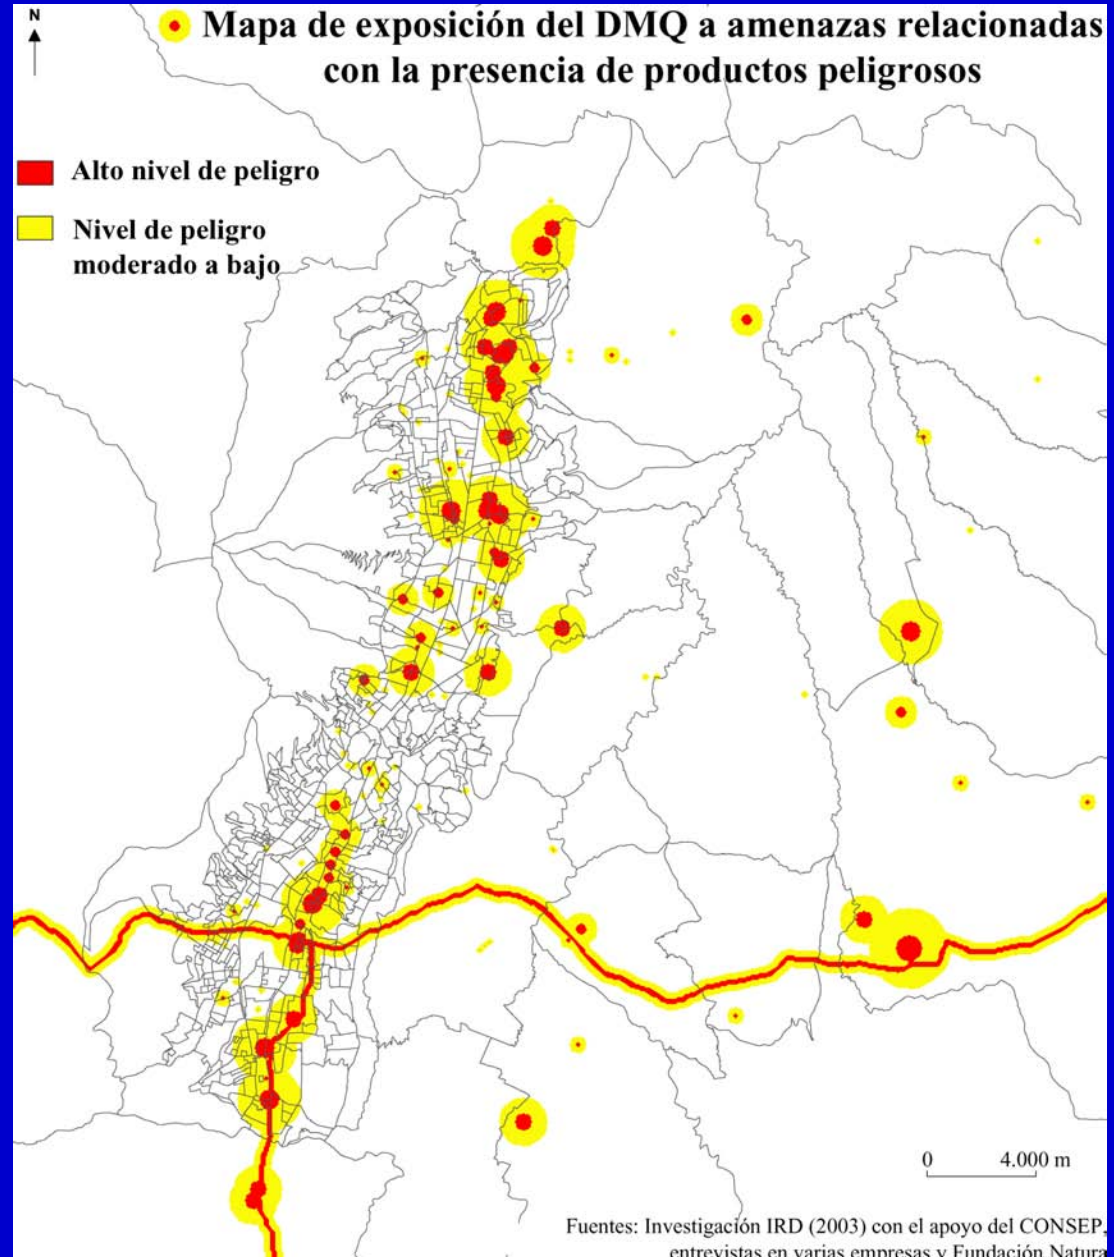 N
Mapa de exposición del DMQ a amenazas relacionadas
con la presencia de productos peligrosos
Alto nivel de peligro
Nivel de peligro
moderado a bajo
0 4.000 m
Fuentes: Investigación IRD (2003) con el apoyo del CONSEP,
entrevistas en varias empresas y Fundación Natura